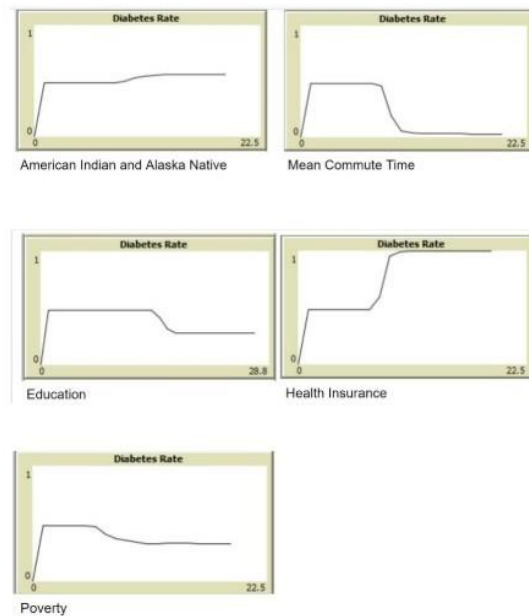 Diabetes Rate
1
0
0
22.5
American Indian and Alaska Native
Diabetes Rate
1
0
0
22.5
Mean Commute Time
Diabetes Rate
1
0
0
28.8
Education
Diabetes Rate
1
0
0
22.5
Health Insurance
Diabetes Rate
1
0
0
22.5
Poverty